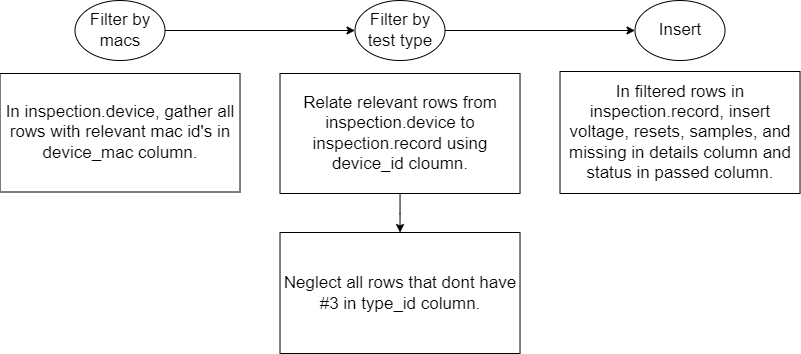 Filter by
macs
Filter by
test type
Insert
In inspection.device, gather all
rows with relevant mac id's in
device_mac column.
Relate relevant rows from
inspection.device to
inspection.record using
device_id cloumn.
In filtered rows in
inspection.record, insert
voltage, resets, samples, and
missing in details column and
status in passed column.
Neglect all rows that dont have
#3 in type_id column.